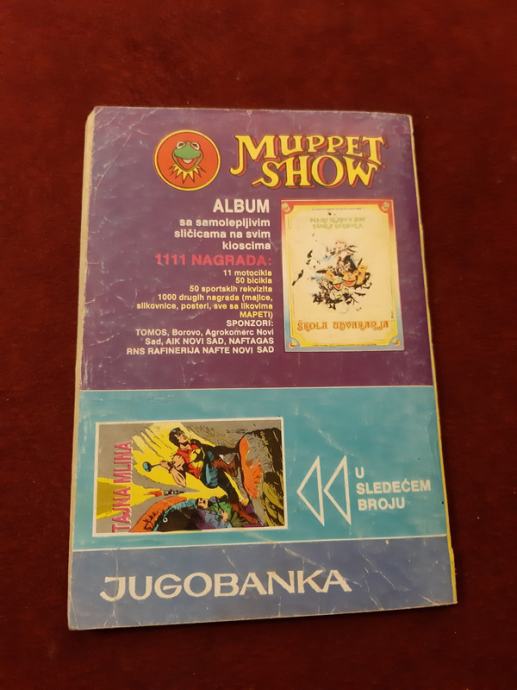 MUPPET
SHOW
ALBUM
sa samolepljivim
sličicama na svim
kioscima
1111 NAGRADA:
11 motocikla
50 bicikla
50 sportskih rekvizita
1000 drugih nagrada (majice,
slikovnice, posteri, sve sa likovima
MAPETI)
SPONZORI:
TOMOS, Borovo, Agrokomerc Novi
Sad, AIK NOVI SAD, NAFTAGAS
RNS RAFINERIJA NAFTE NOVI SAD
ŠKOLA UDVARANJA
TAJNA MLINA
U
SLEDEĆEM
BROJU
JUGOBANKA